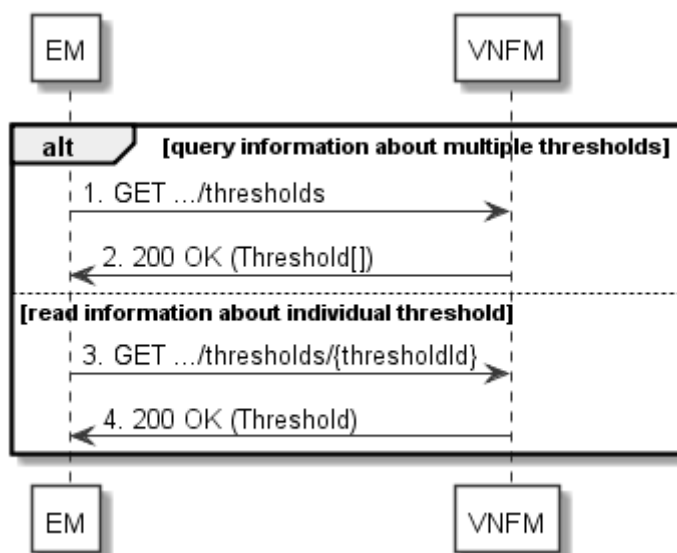 EM VNFM
alt [query information about multiple thresholds]
1. GET .../thresholds
2. 200 OK (Threshold[])
[read information about individual threshold]
3. GET .../thresholds/{thresholdId}
4. 200 OK (Threshold)
EM VNFM